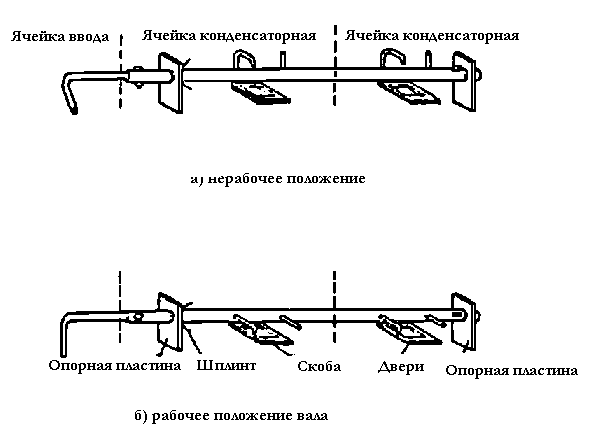 Ячейка ввода Ячейка конденсаторная Ячейка конденсаторная
а) нерабочее положение
Опорная пластина Шплинт Скоба Двери Опорная пластина
б) рабочее положение вала